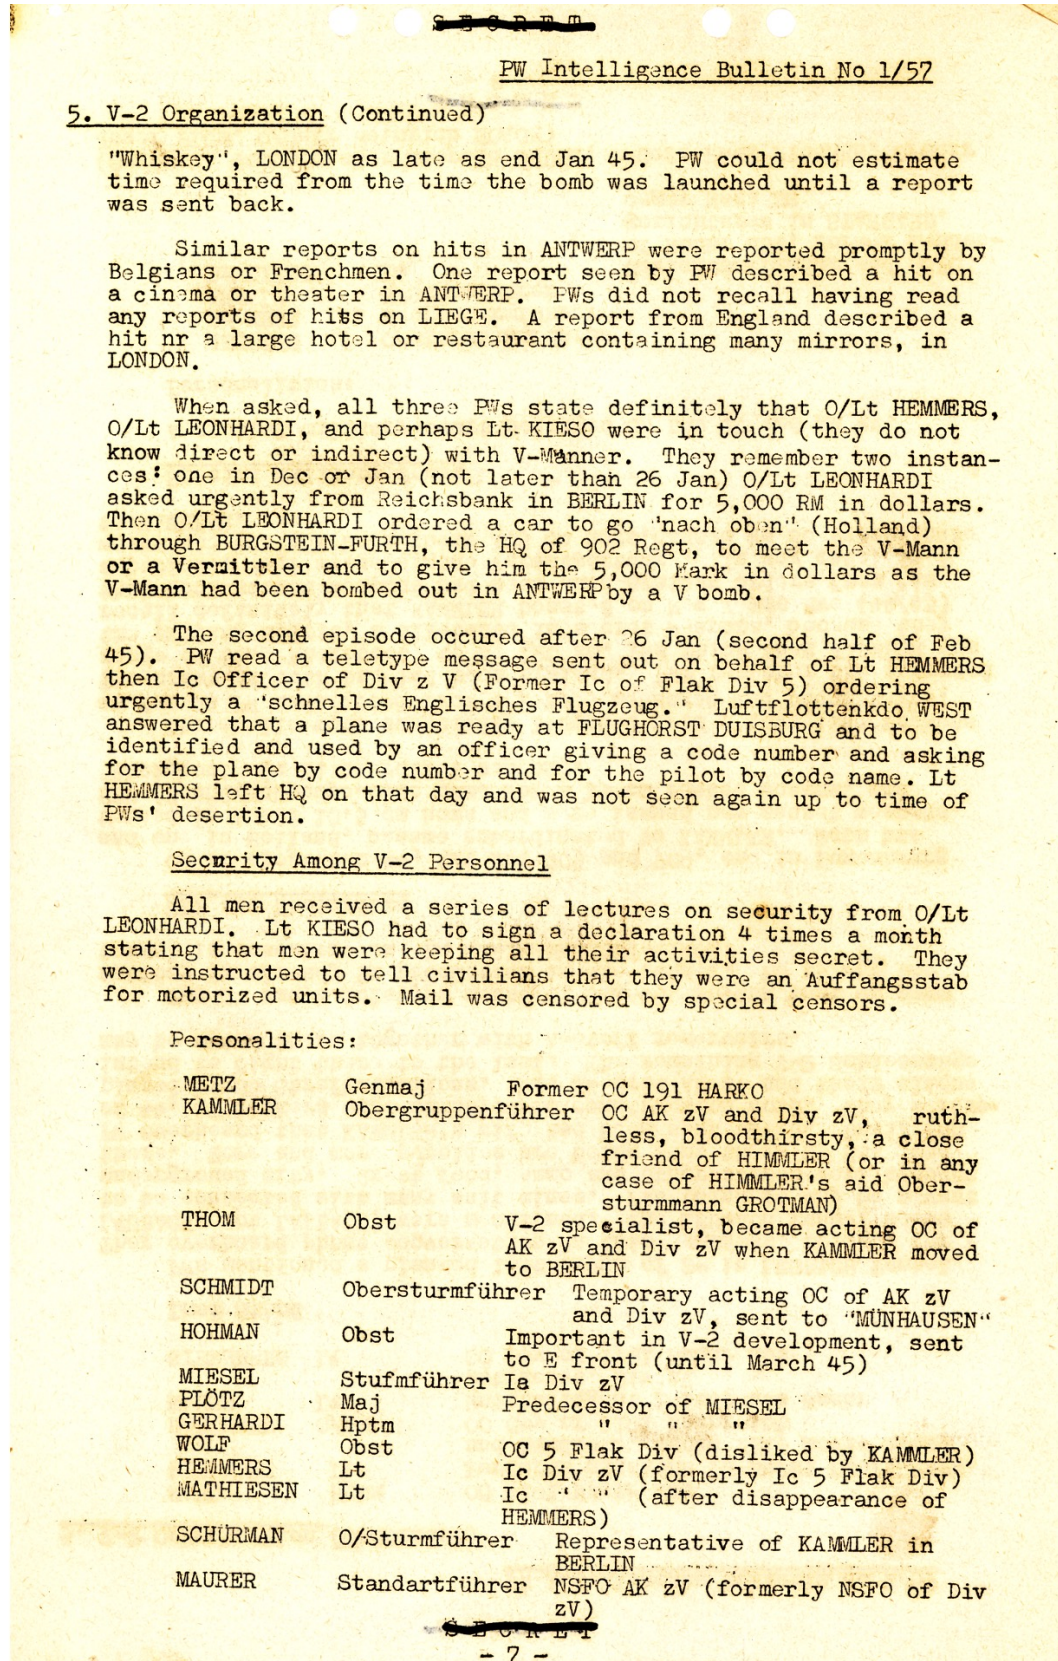 SECRET
PW Intelligence Bulletin No 1/57
5. V-2 Organization (Continued)
"Whiskey", LONDON as late as end Jan 45. PW could not estimate
time required from the time the bomb was launched until a report
was sent back.
Similar reports on hits in ANTWERP were reported promptly by
Belgians or Frenchmen. One report seen by PW described a hit on
a cinema or theater in ANTWERP. PWs did not recall having read
any reports of hits on LIEGE. A report from England described a
hit nr a large hotel or restaurant containing many mirrors, in
LONDON.
When asked, all three PWs state definitely that O/Lt HEMMERS,
O/Lt LEONHARDI, and perhaps Lt KIESO were in touch (they do not
know direct or indirect) with V-Männer. They remember two instan-
ces: one in Dec or Jan (not later than 26 Jan) O/Lt LEONHARDI
asked urgently from Reichsbank in BERLIN for 5,000 RM in dollars.
Then O/Lt LEONHARDI ordered a car to go "nach oben" (Holland)
through BURGSTEIN-FURTH, the HQ of 902 Regt, to meet the V-Mann
or a Vermittler and to give him the 5,000 Mark in dollars as the
V-Mann had been bombed out in ANTWERP by a V bomb.
The second episode occured after 26 Jan (second half of Feb
45). PW read a teletype message sent out on behalf of Lt HEMMERS
then Ic Officer of Div z V (Former Ic of Flak Div 5) ordering
urgently a "schnelles Englisches Flugzeug." Luftflottenkdo WEST
answered that a plane was ready at FLUGHORST DUISBURG and to be
identified and used by an officer giving a code number and asking
for the plane by code number and for the pilot by code name. Lt
HEMMERS left HQ on that day and was not seen again up to time of
PWs' desertion.
Security Among V-2 Personnel
All men received a series of lectures on security from O/Lt
LEONHARDI. Lt KIESO had to sign a declaration 4 times a month
stating that men were keeping all their activities secret. They
were instructed to tell civilians that they were an Auffangsstab
for motorized units. Mail was censored by special censors.
Personalities:
METZ Genmaj Former OC 191 HARKO
KAMMLER Obergruppenführer OC AK zV and Div zV, ruth-
less, bloodthirsty, a close
friend of HIMMLER (or in any
case of HIMMLER's aid Ober-
sturmmann GROTMAN)
THOM Obst V-2 specialist, became acting OC of
AK zV and Div zV when KAMMLER moved
to BERLIN
SCHMIDT Obersturmführer Temporary acting OC of AK zV
and Div zV, sent to "MÜNHAUSEN"
HOHMAN Obst Important in V-2 development, sent
to E front (until March 45)
MIESEL Stufmführer Ia Div zV
PLÖTZ Maj Predecessor of MIESEL
GERHARDI Hptm " " "
WOLF Obst OC 5 Flak Div (disliked by KAMMLER)
HEMMERS Lt Ic Div zV (formerly Ic 5 Flak Div)
MATHIESEN Lt Ic " " (after disappearance of
HEMMERS)
SCHÜRMAN O/Sturmführer Representative of KAMMLER in
BERLIN
MAURER Standartführer NSFO AK zV (formerly NSFO of Div
zV)
SECRET
- 7 -